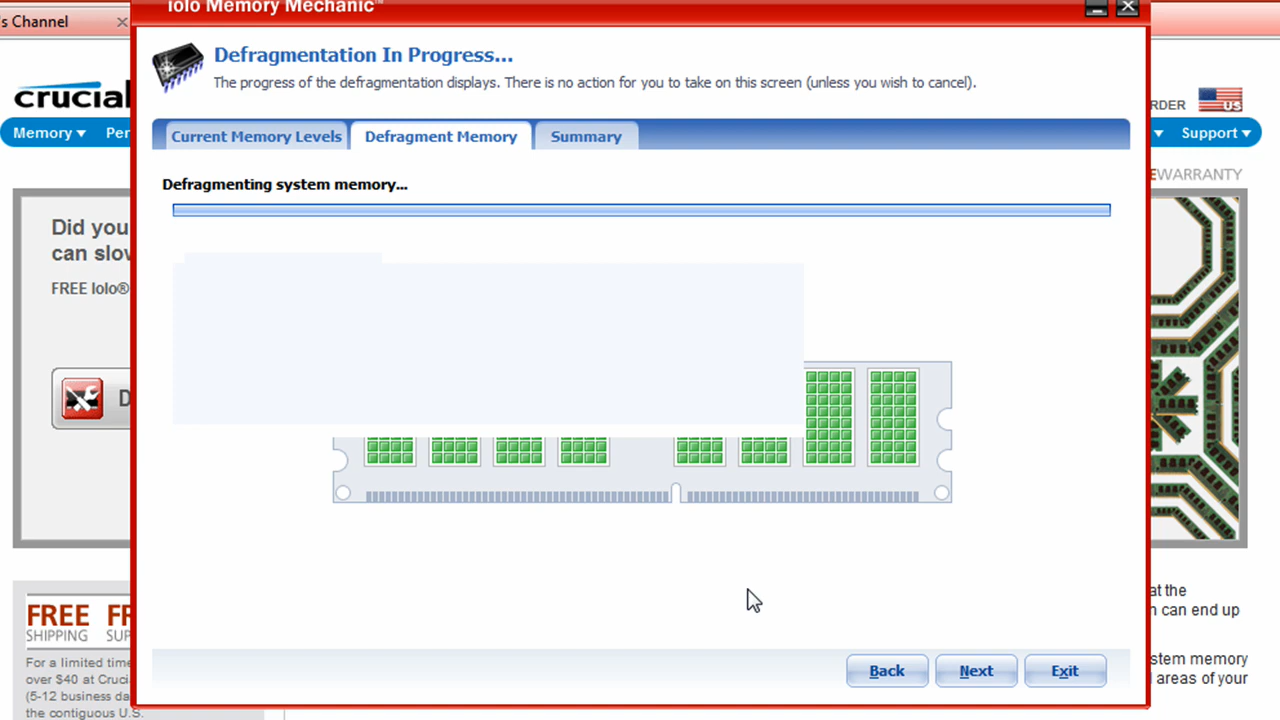 's Channel
iolo Memory Mechanic™
Defragmentation In Progress...
The progress of the defragmentation displays. There is no action for you to take on this screen (unless you wish to cancel).
crucial
RDER
US
Memory
Support
Current Memory Levels
Defragment Memory
Summary
EWARRANTY
Defragmenting system memory...
Did you
can slow
FREE Iolo®
D
FREE
SHIPPING
For a limited time
over $40 at Cruci
(5-12 business da
the contiguous U.S.
at the
n can end up
stem memory
areas of your
Back
Next
Exit